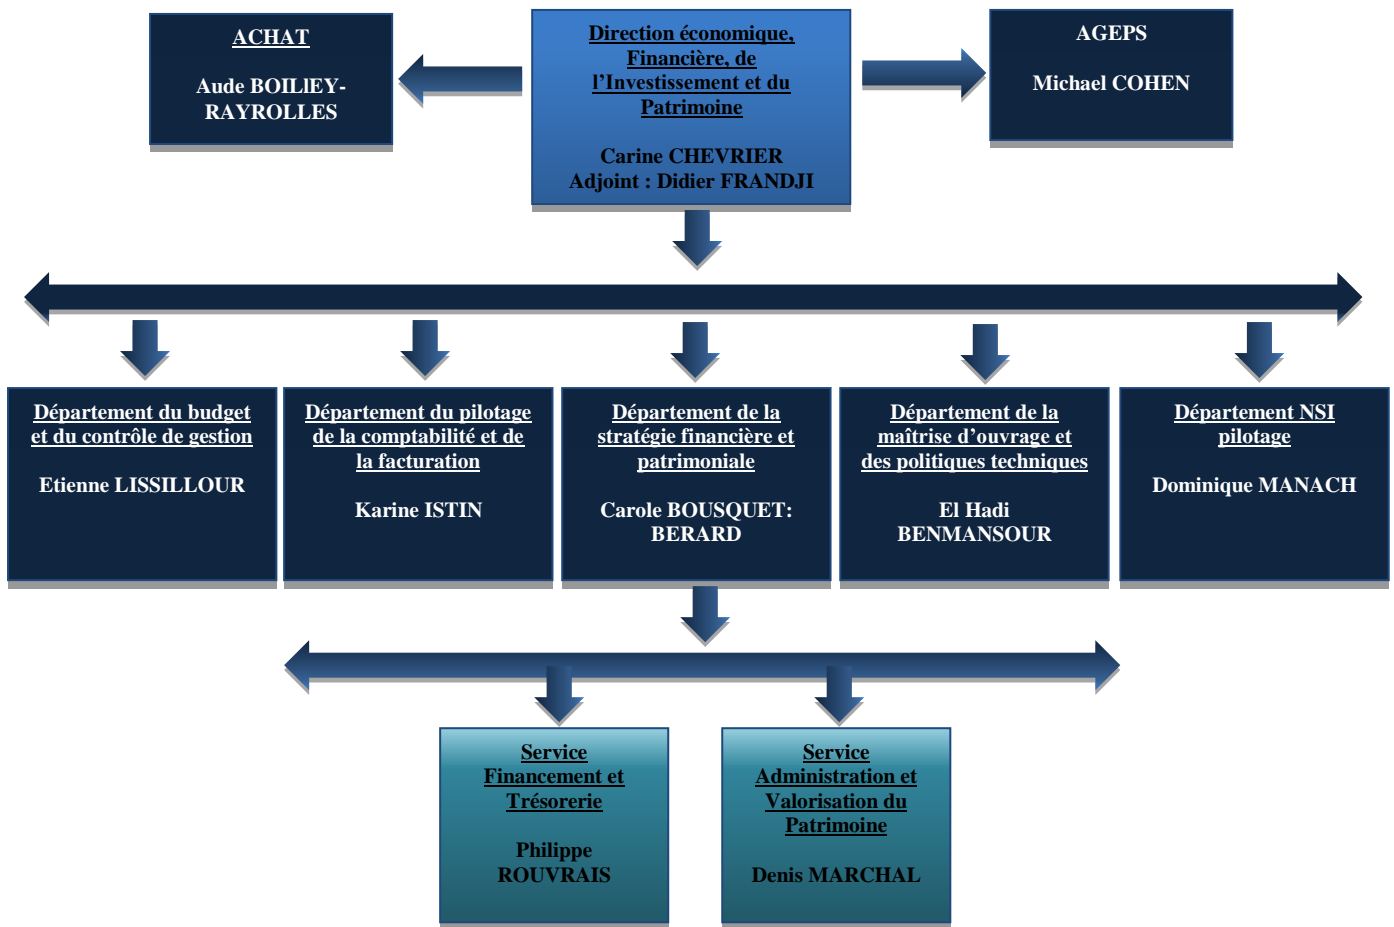 ACHAT
Aude BOILlEY-
RAYROLLES
Direction économique,
Financière, de
l’Investissement et du
Patrimoine
Carine CHEVRIER
Adjoint : Didier FRANDJI
AGEPS
Michael COHEN
Département du budget
et du contrôle de gestion
Etienne LISSILLOUR
Département du pilotage
de la comptabilité et de
la facturation
Karine ISTIN
Département de la
stratégie financière et
patrimoniale
Carole BOUSQUET:
BERARD
Département de la
maîtrise d’ouvrage et
des politiques techniques
El Hadi
BENMANSOUR
Département NSI
pilotage
Dominique MANACH
Service
Financement et
Trésorerie
Philippe
ROUVRAIS
Service
Administration et
Valorisation du
Patrimoine
Denis MARCHAL